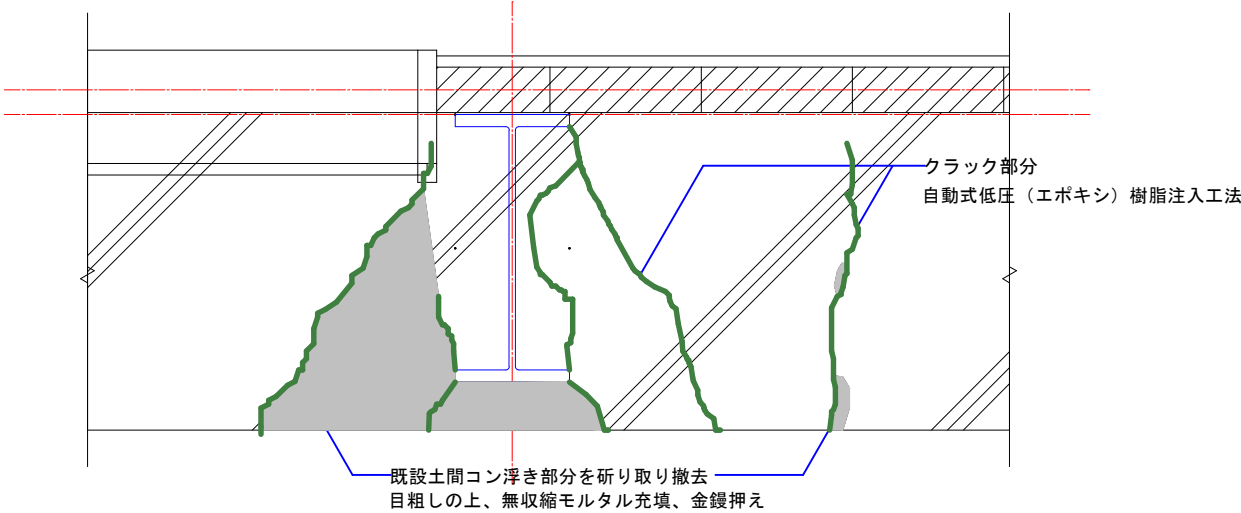 クラック部分
自動式低圧（エポキシ）樹脂注入工法
既設土間コン浮き部分を斫り取り撤去
目粗しの上、無収縮モルタル充填、金鏝押え